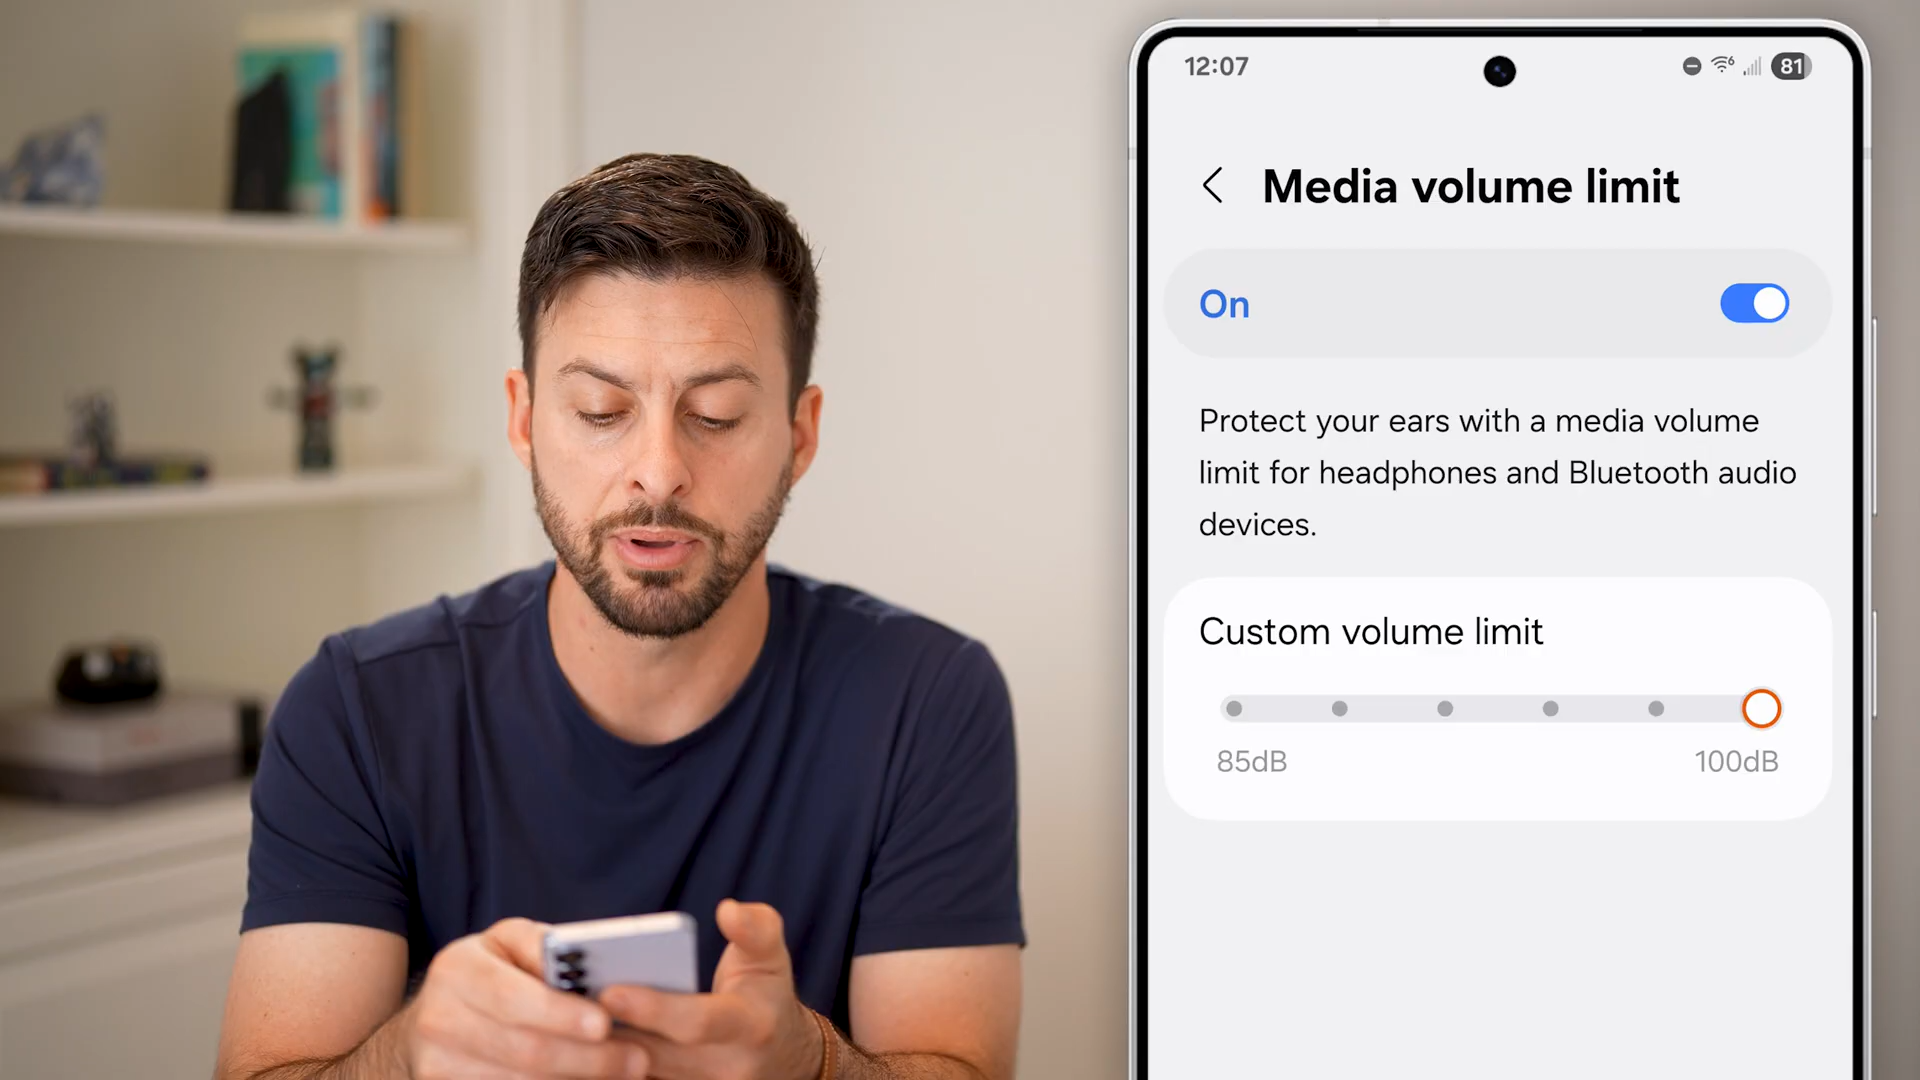 12:07
81
Media volume limit
On
Protect your ears with a media volume
limit for headphones and Bluetooth audio
devices.
Custom volume limit
85dB
100dB